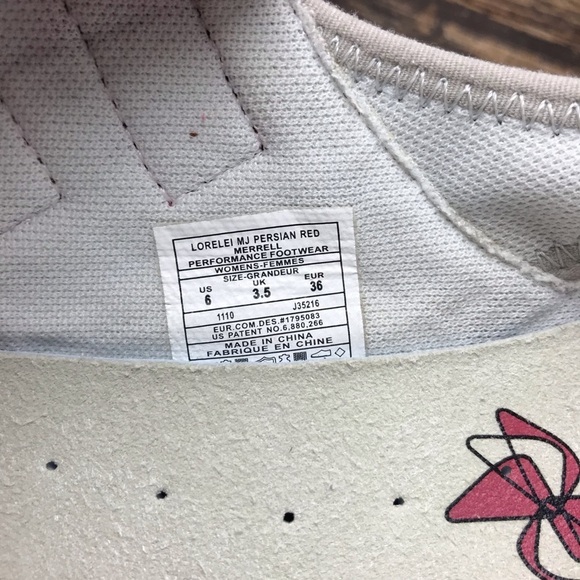 LORELEI MJ PERSIAN RED
MERRELL
PERFORMANCE FOOTWEAR
WOMENS-FEMMES
SIZE-GRANDEUR
US UK EUR
6 3.5 36
1110 J35216
EUR.COM.DES.#1795083
US PATENT NO.6,880,266
MADE IN CHINA
FABRIQUE EN CHINE